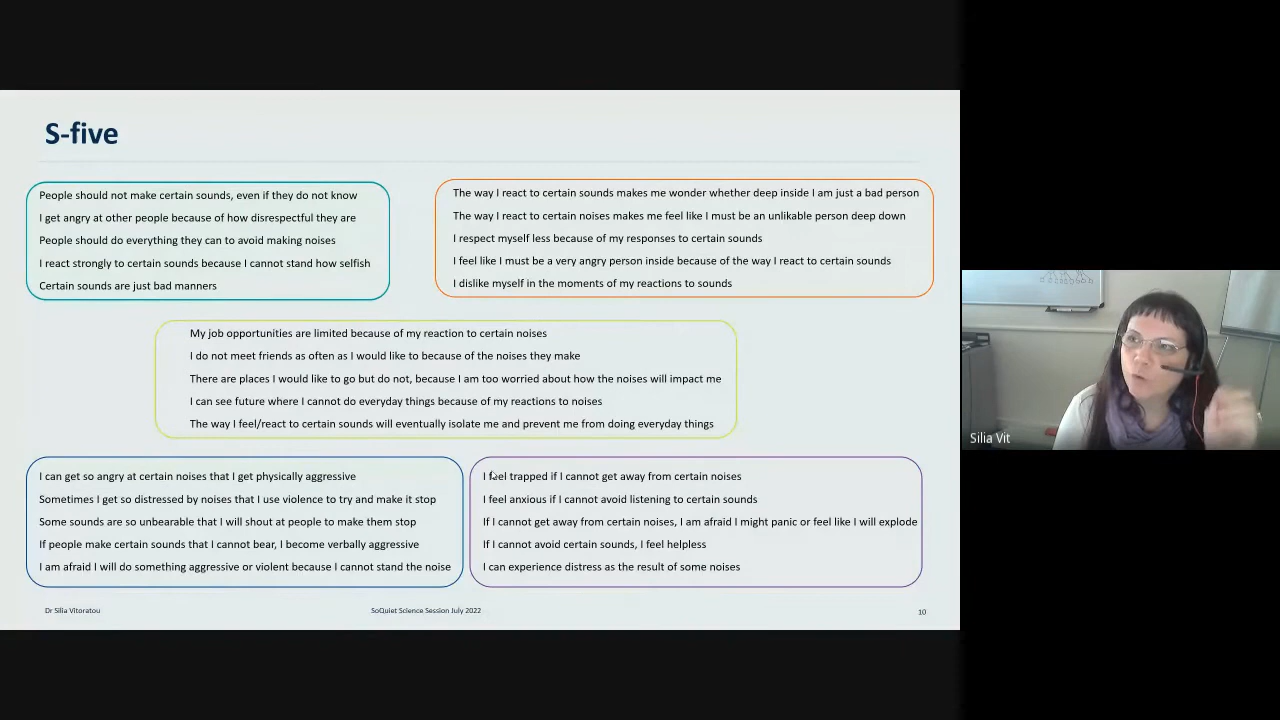 S-five
People should not make certain sounds, even if they do not know
I get angry at other people because of how disrespectful they are
People should do everything they can to avoid making noises
I react strongly to certain sounds because I cannot stand how selfish
Certain sounds are just bad manners
The way I react to certain sounds makes me wonder whether deep inside I am just a bad person
The way I react to certain noises makes me feel like I must be an unlikable person deep down
I respect myself less because of my responses to certain sounds
I feel like I must be a very angry person inside because of the way I react to certain sounds
I dislike myself in the moments of my reactions to sounds
My job opportunities are limited because of my reaction to certain noises
I do not meet friends as often as I would like to because of the noises they make
There are places I would like to go but do not, because I am too worried about how the noises will impact me
I can see future where I cannot do everyday things because of my reactions to noises
The way I feel/react to certain sounds will eventually isolate me and prevent me from doing everyday things
I can get so angry at certain noises that I get physically aggressive
Sometimes I get so distressed by noises that I use violence to try and make it stop
Some sounds are so unbearable that I will shout at people to make them stop
If people make certain sounds that I cannot bear, I become verbally aggressive
I am afraid I will do something aggressive or violent because I cannot stand the noise
I feel trapped if I cannot get away from certain noises
I feel anxious if I cannot avoid listening to certain sounds
If I cannot get away from certain noises, I am afraid I might panic or feel like I will explode
If I cannot avoid certain sounds, I feel helpless
I can experience distress as the result of some noises
Dr Silia Vitoratou
SoQuiet Science Session July 2022
10
Silia Vit